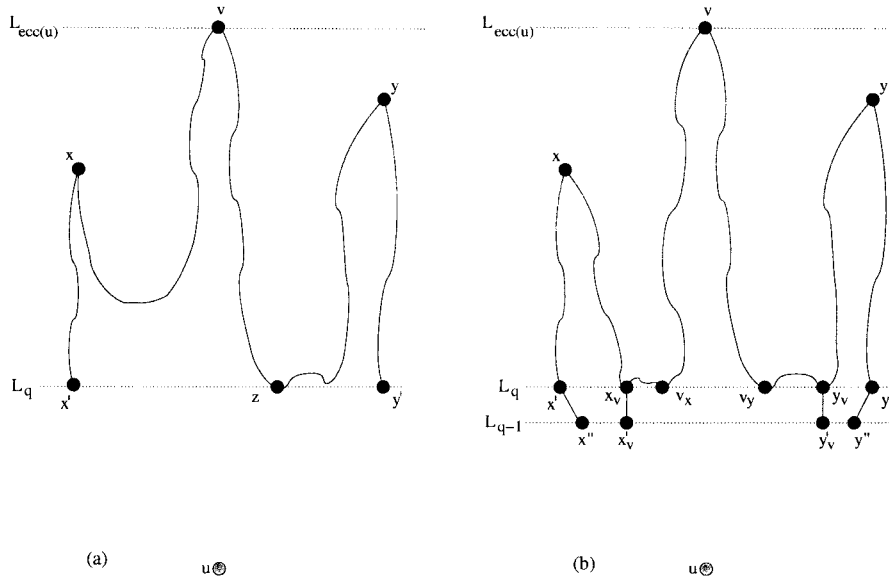 L_ecc(u) v
y
x
L_q x' z y'
(a) u
L_ecc(u) v
y
x
L_q x' x_v v_x v_y y_v y
L_q-1 x" x'_v y'_v y"
(b) u